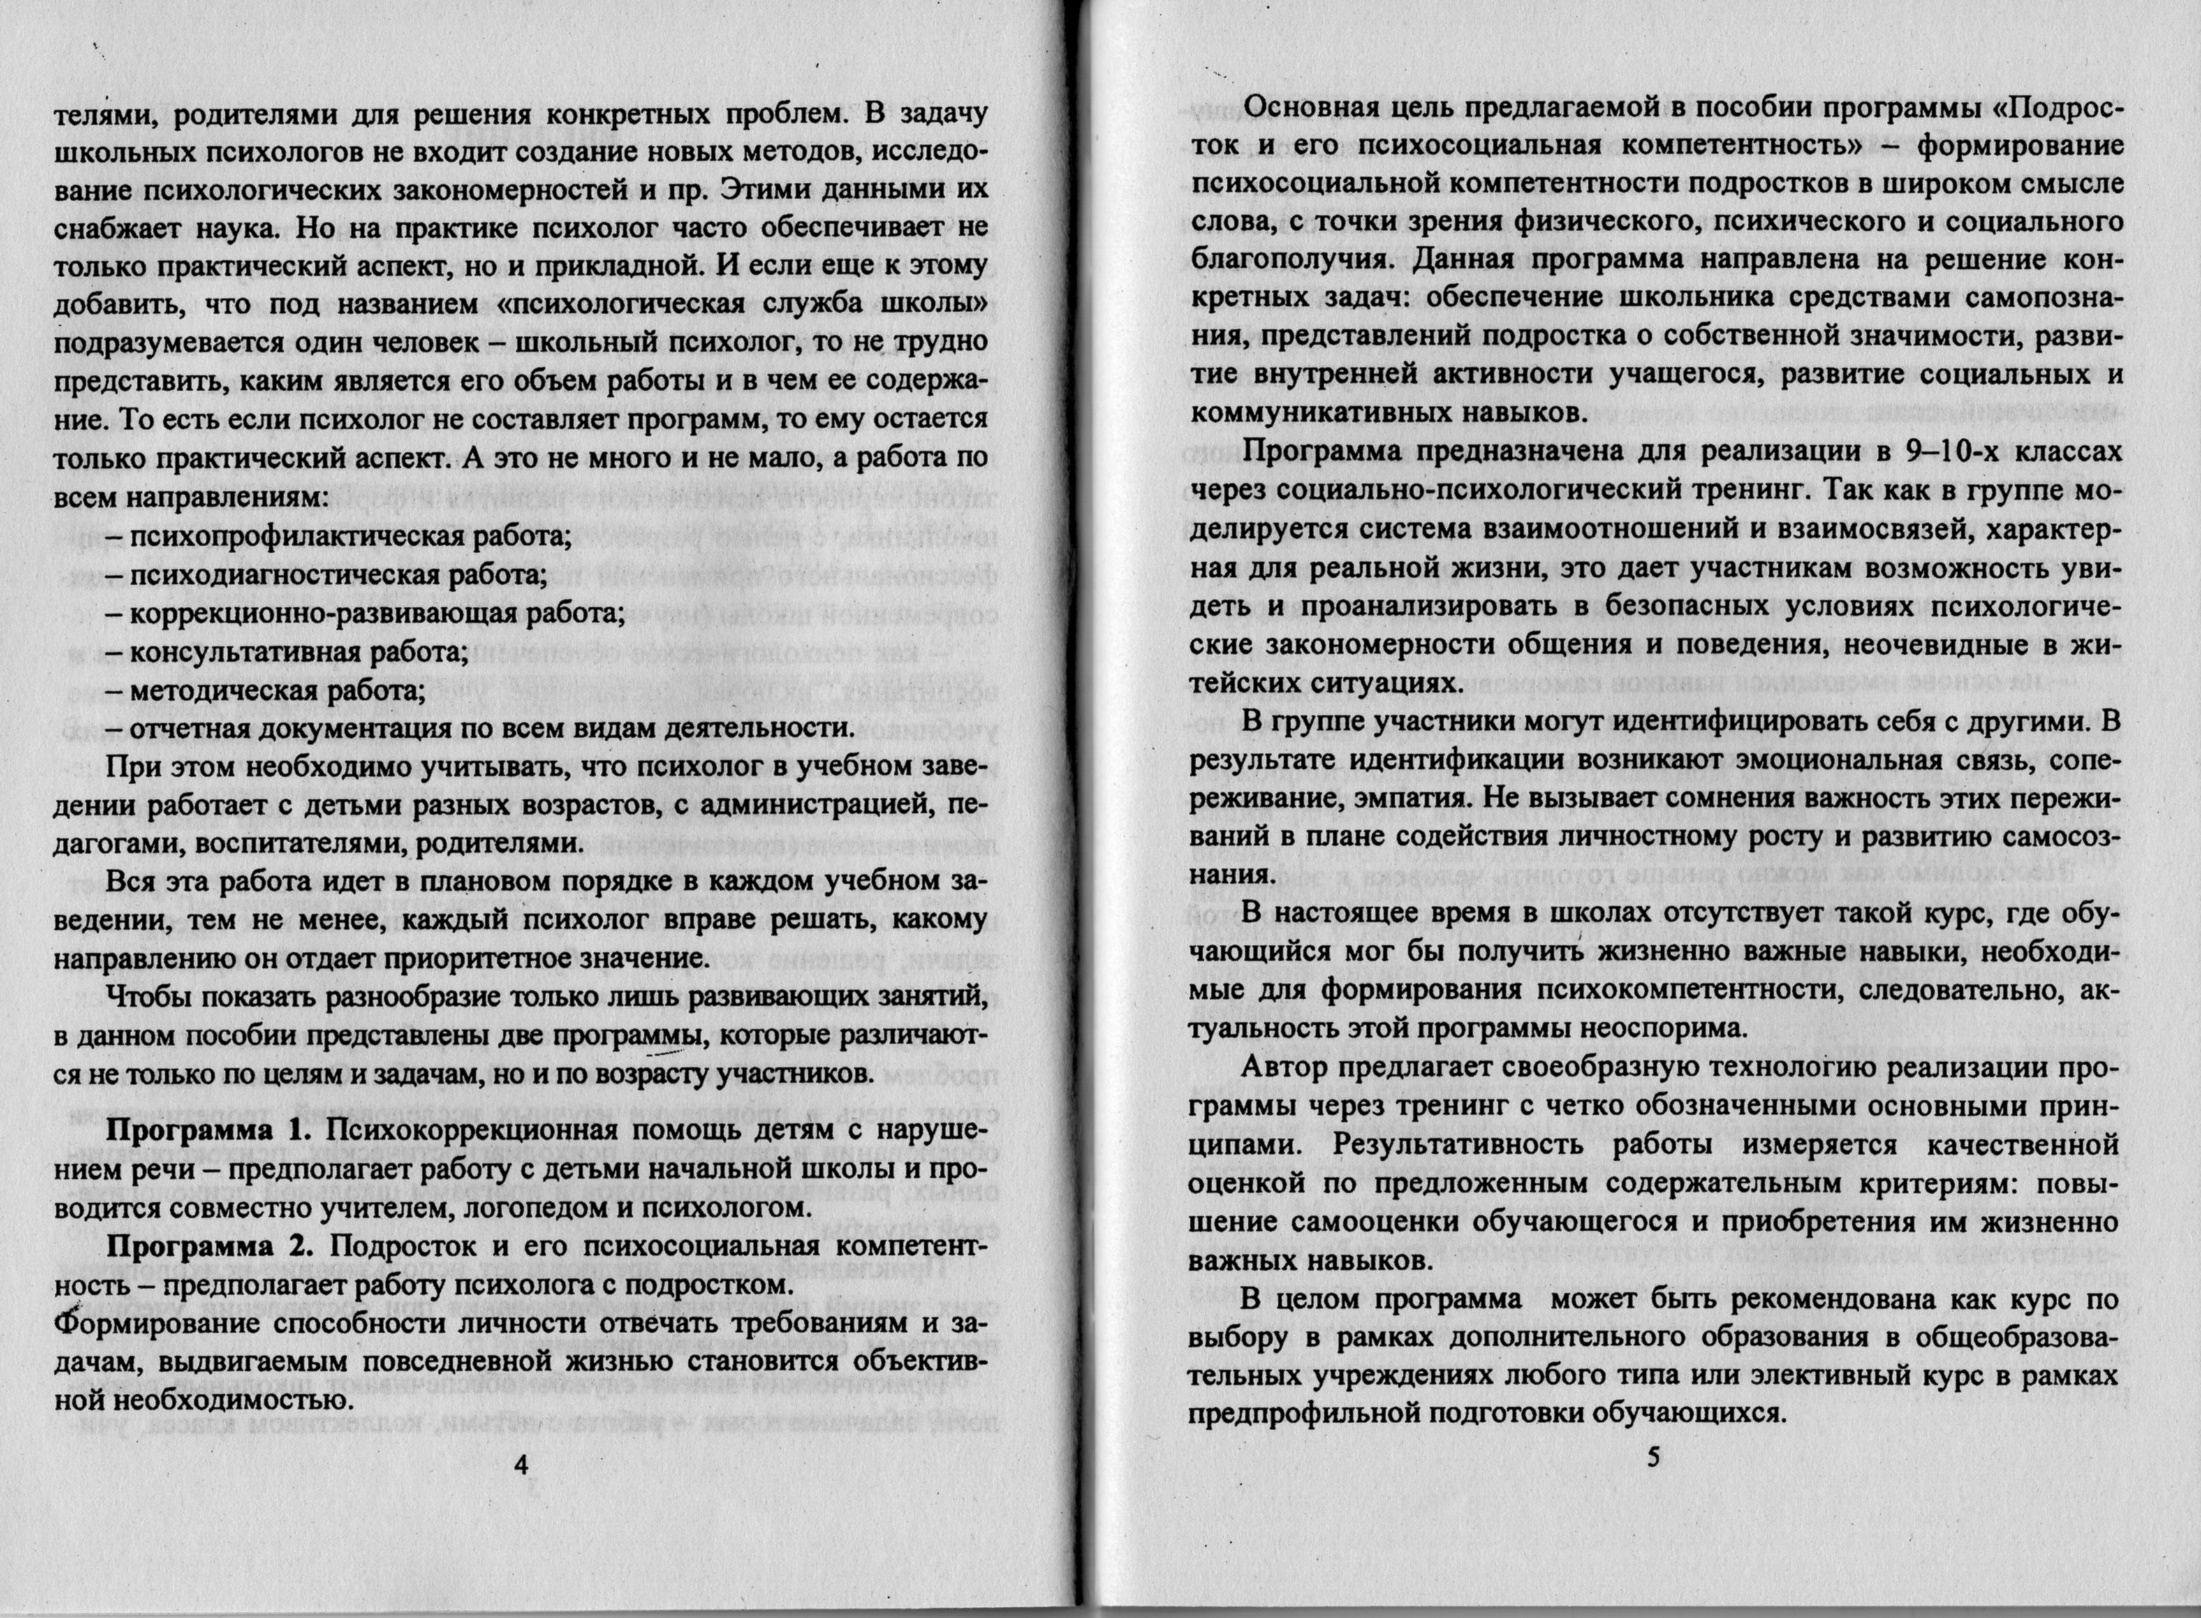 телями, родителями для решения конкретных проблем. В задачу
школьных психологов не входит создание новых методов, исследо-
вание психологических закономерностей и пр. Этими данными их
снабжает наука. Но на практике психолог часто обеспечивает не
только практический аспект, но и прикладной. И если еще к этому
добавить, что под названием «психологическая служба школы»
подразумевается один человек – школьный психолог, то не трудно
представить, каким является его объем работы и в чем ее содержа-
ние. То есть если психолог не составляет программ, то ему остается
только практический аспект. А это не много и не мало, а работа по
всем направлениям:
– психопрофилактическая работа;
– психодиагностическая работа;
– коррекционно-развивающая работа;
– консультативная работа;
– методическая работа;
– отчетная документация по всем видам деятельности.
При этом необходимо учитывать, что психолог в учебном заве-
дении работает с детьми разных возрастов, с администрацией, пе-
дагогами, воспитателями, родителями.
Вся эта работа идет в плановом порядке в каждом учебном за-
ведении, тем не менее, каждый психолог вправе решать, какому
направлению он отдает приоритетное значение.
Чтобы показать разнообразие только лишь развивающих занятий,
в данном пособии представлены две программы, которые различают-
ся не только по целям и задачам, но и по возрасту участников.
Программа 1. Психокоррекционная помощь детям с наруше-
нием речи – предполагает работу с детьми начальной школы и про-
водится совместно учителем, логопедом и психологом.
Программа 2. Подросток и его психосоциальная компетент-
ность – предполагает работу психолога с подростком.
Формирование способности личности отвечать требованиям и за-
дачам, выдвигаемым повседневной жизнью становится объектив-
ной необходимостью.
4
Основная цель предлагаемой в пособии программы «Подрос-
ток и его психосоциальная компетентность» – формирование
психосоциальной компетентности подростков в широком смысле
слова, с точки зрения физического, психического и социального
благополучия. Данная программа направлена на решение кон-
кретных задач: обеспечение школьника средствами самопозна-
ния, представлений подростка о собственной значимости, разви-
тие внутренней активности учащегося, развитие социальных и
коммуникативных навыков.
Программа предназначена для реализации в 9–10-х классах
через социально-психологический тренинг. Так как в группе мо-
делируется система взаимоотношений и взаимосвязей, характер-
ная для реальной жизни, это дает участникам возможность уви-
деть и проанализировать в безопасных условиях психологиче-
ские закономерности общения и поведения, неочевидные в жи-
тейских ситуациях.
В группе участники могут идентифицировать себя с другими. В
результате идентификации возникают эмоциональная связь, сопе-
реживание, эмпатия. Не вызывает сомнения важность этих пережи-
ваний в плане содействия личностному росту и развитию самосоз-
нания.
В настоящее время в школах отсутствует такой курс, где обу-
чающийся мог бы получить жизненно важные навыки, необходи-
мые для формирования психокомпетентности, следовательно, ак-
туальность этой программы неоспорима.
Автор предлагает своеобразную технологию реализации про-
граммы через тренинг с четко обозначенными основными прин-
ципами. Результативность работы измеряется качественной
оценкой по предложенным содержательным критериям: повы-
шение самооценки обучающегося и приобретения им жизненно
важных навыков.
В целом программа может быть рекомендована как курс по
выбору в рамках дополнительного образования в общеобразова-
тельных учреждениях любого типа или элективный курс в рамках
предпрофильной подготовки обучающихся.
5